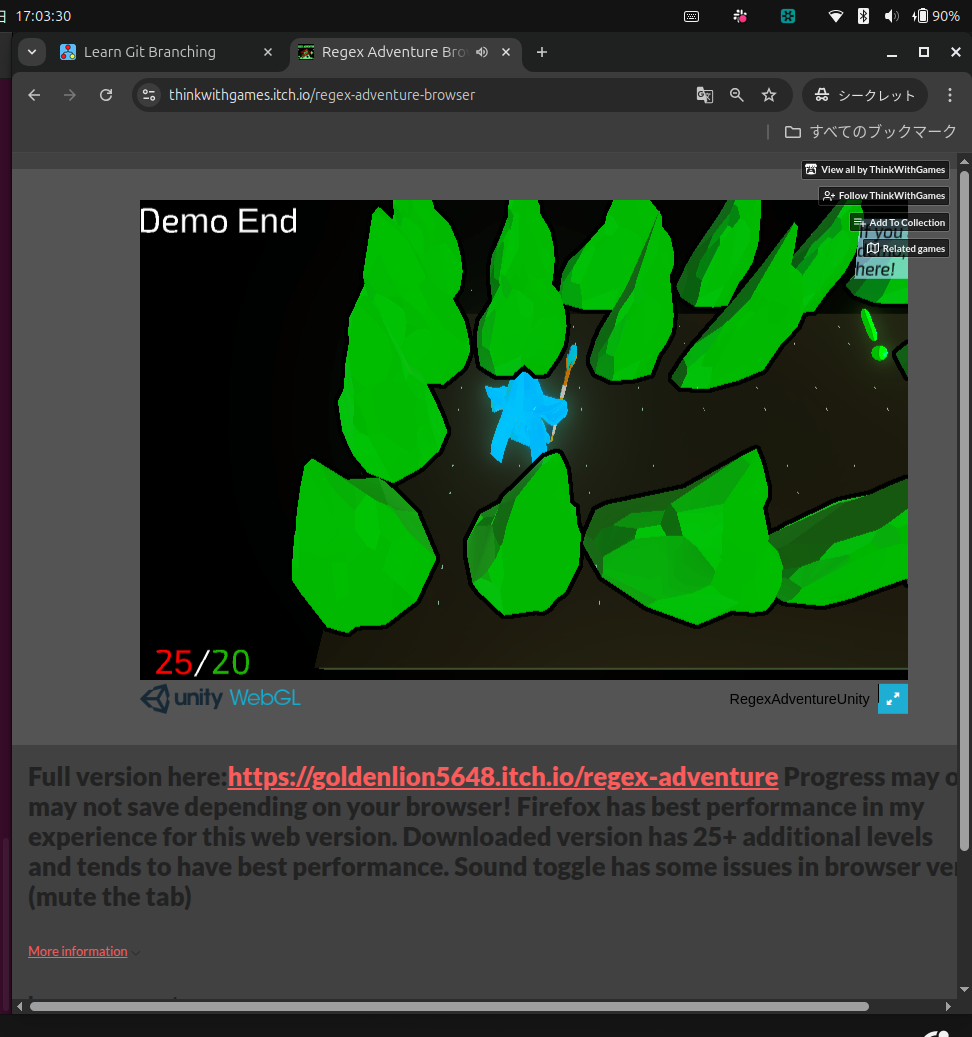 17:03:30
90%
Learn Git Branching
Regex Adventure Bro
thinkwithgames.itch.io/regex-adventure-browser
シークレット
すべてのブックマーク
View all by ThinkWithGames
Follow ThinkWithGames
Add To Collection
Related games
Demo End
you
here!
25/20
unity WebGL
RegexAdventureUnity
Full version here:https://goldenlion5648.itch.io/regex-adventure Progress may o
may not save depending on your browser! Firefox has best performance in my
experience for this web version. Downloaded version has 25+ additional levels
and tends to have best performance. Sound toggle has some issues in browser ver
(mute the tab)
More information